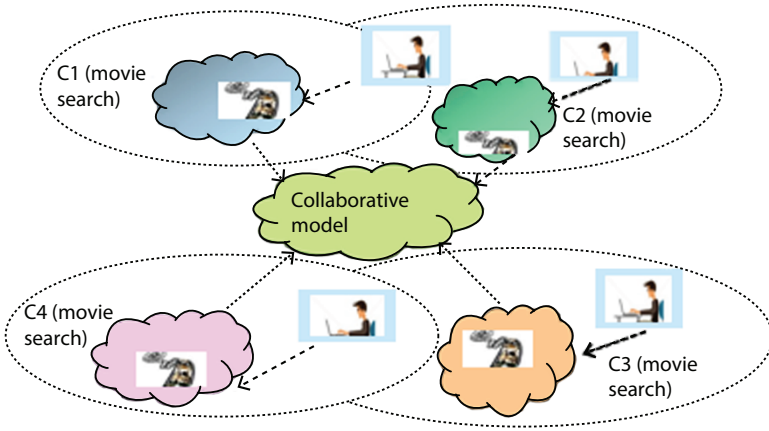 C1 (movie
search)
C2 (movie
search)
Collaborative
model
C4 (movie
search)
C3 (movie
search)